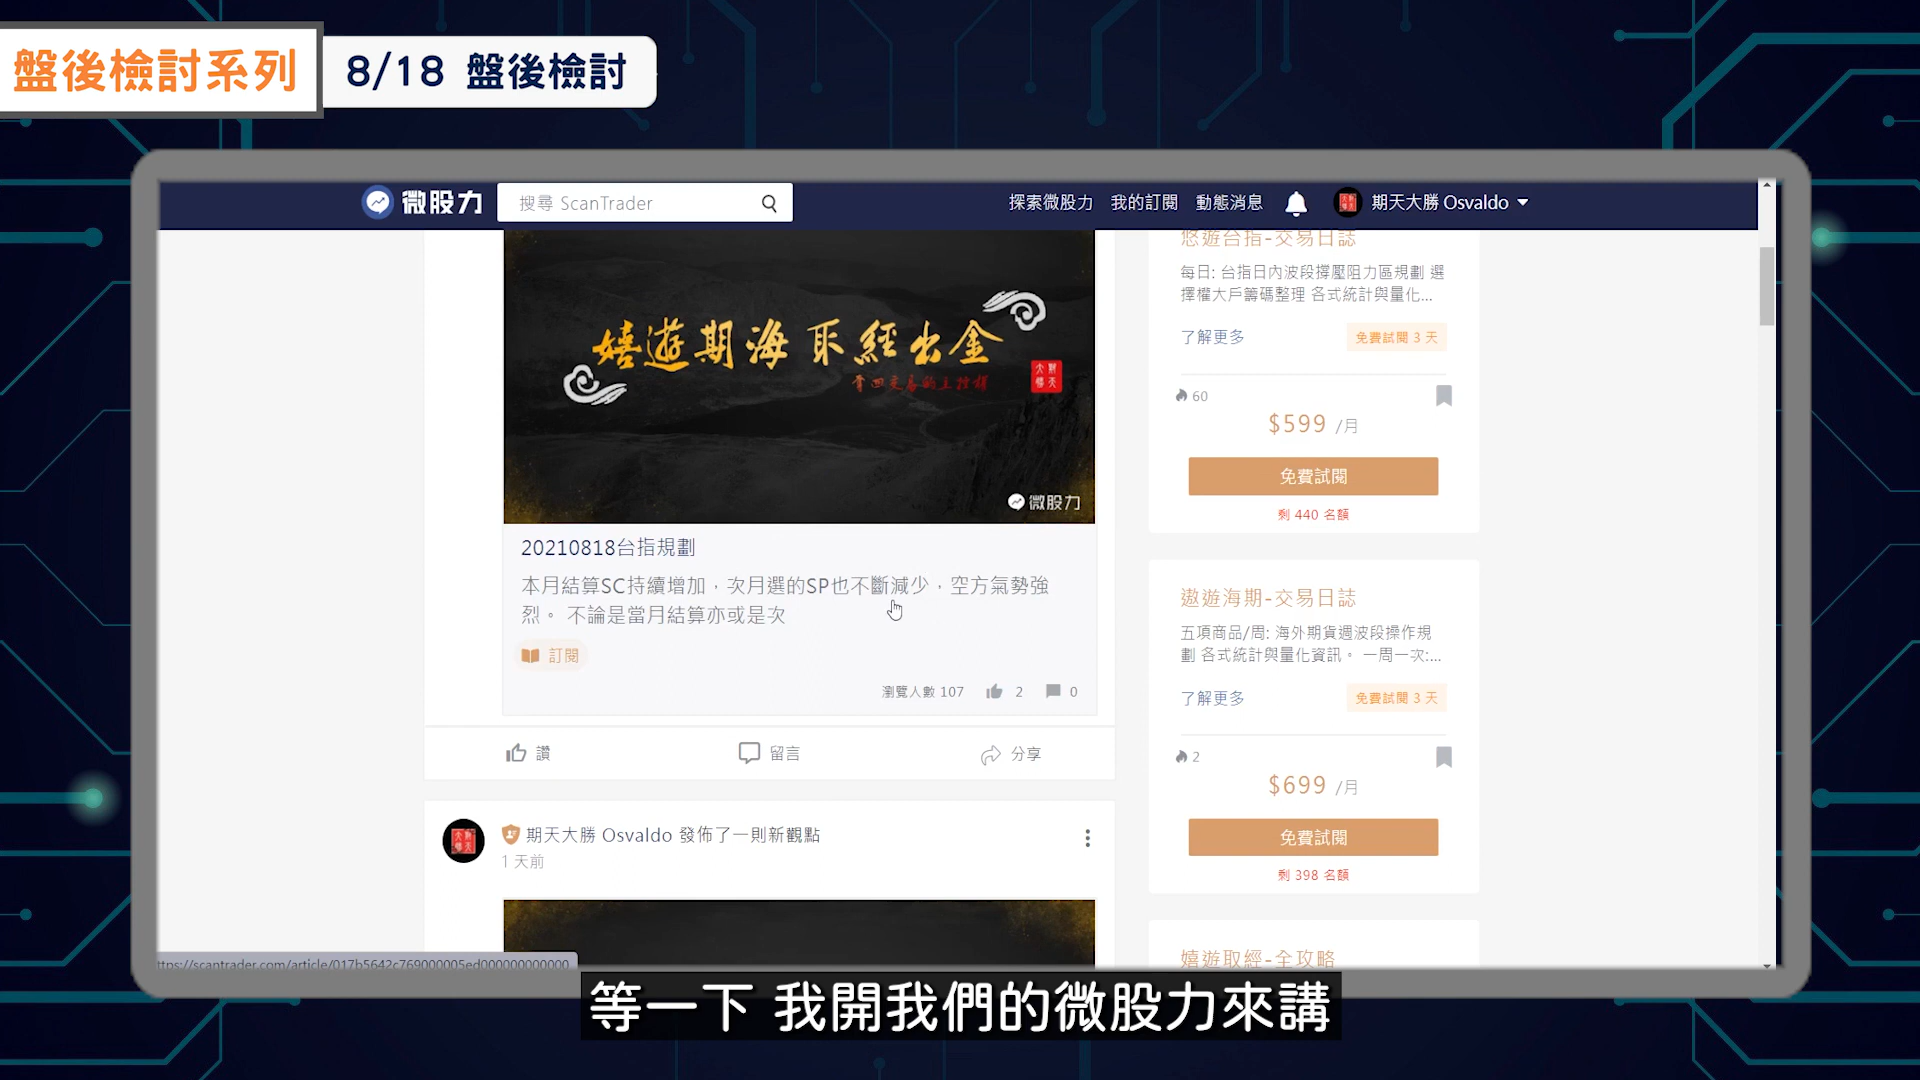 盤後檢討系列
8/18 盤後檢討
微股力
搜尋 ScanTrader
探索微股力
我的訂閱
動態消息
期天大勝 Osvaldo
嬉遊期海取經出金
微股力
20210818台指規劃
本月結算SC持續增加，次月選的SP也不斷減少，空方氣勢強
烈。 不論是當月結算亦或是次
訂閱
瀏覽人數 107
2
0
讚
留言
分享
期天大勝 Osvaldo 發佈了一則新觀點
1 天前
悠遊台指-交易日誌
每日: 台指日內波段撐壓阻力區規劃 選
擇權大戶籌碼整理 各式統計與量化...
了解更多
免費試閱 3 天
60
$599 /月
免費試閱
剩 440 名額
遨遊海期-交易日誌
五項商品/周: 海外期貨週波段操作規
劃 各式統計與量化資訊。 一周一次:...
了解更多
免費試閱 3 天
2
$699 /月
免費試閱
剩 398 名額
嬉遊取經-全攻略
ttps://scantrader.com/article/017b5642c769000005ed000000000000
等一下 我開我們的微股力來講